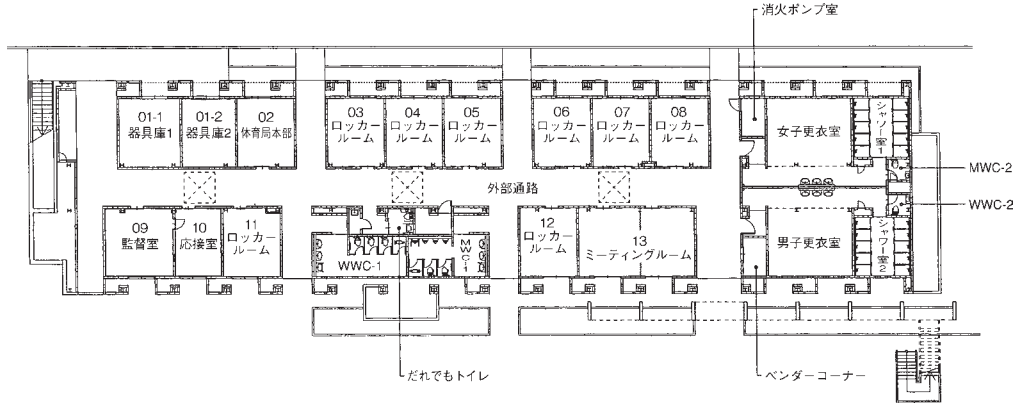 消火ポンプ室
01-1
器具庫1
01-2
器具庫2
02
体育局本部
03
ロッカー
ルーム
04
ロッカー
ルーム
05
ロッカー
ルーム
06
ロッカー
ルーム
07
ロッカー
ルーム
08
ロッカー
ルーム
女子更衣室
シャワー室1
MWC-2
外部通路
WWC-2
09
監督室
10
応接室
11
ロッカー
ルーム
WWC-1
MWC-1
12
ロッカー
ルーム
13
ミーティングルーム
男子更衣室
シャワー室2
だれでもトイレ
ベンダーコーナー